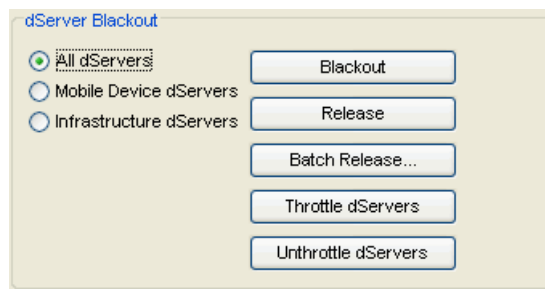 dServer Blackout
All dServers
Mobile Device dServers
Infrastructure dServers
Blackout
Release
Batch Release...
Throttle dServers
Unthrottle dServers